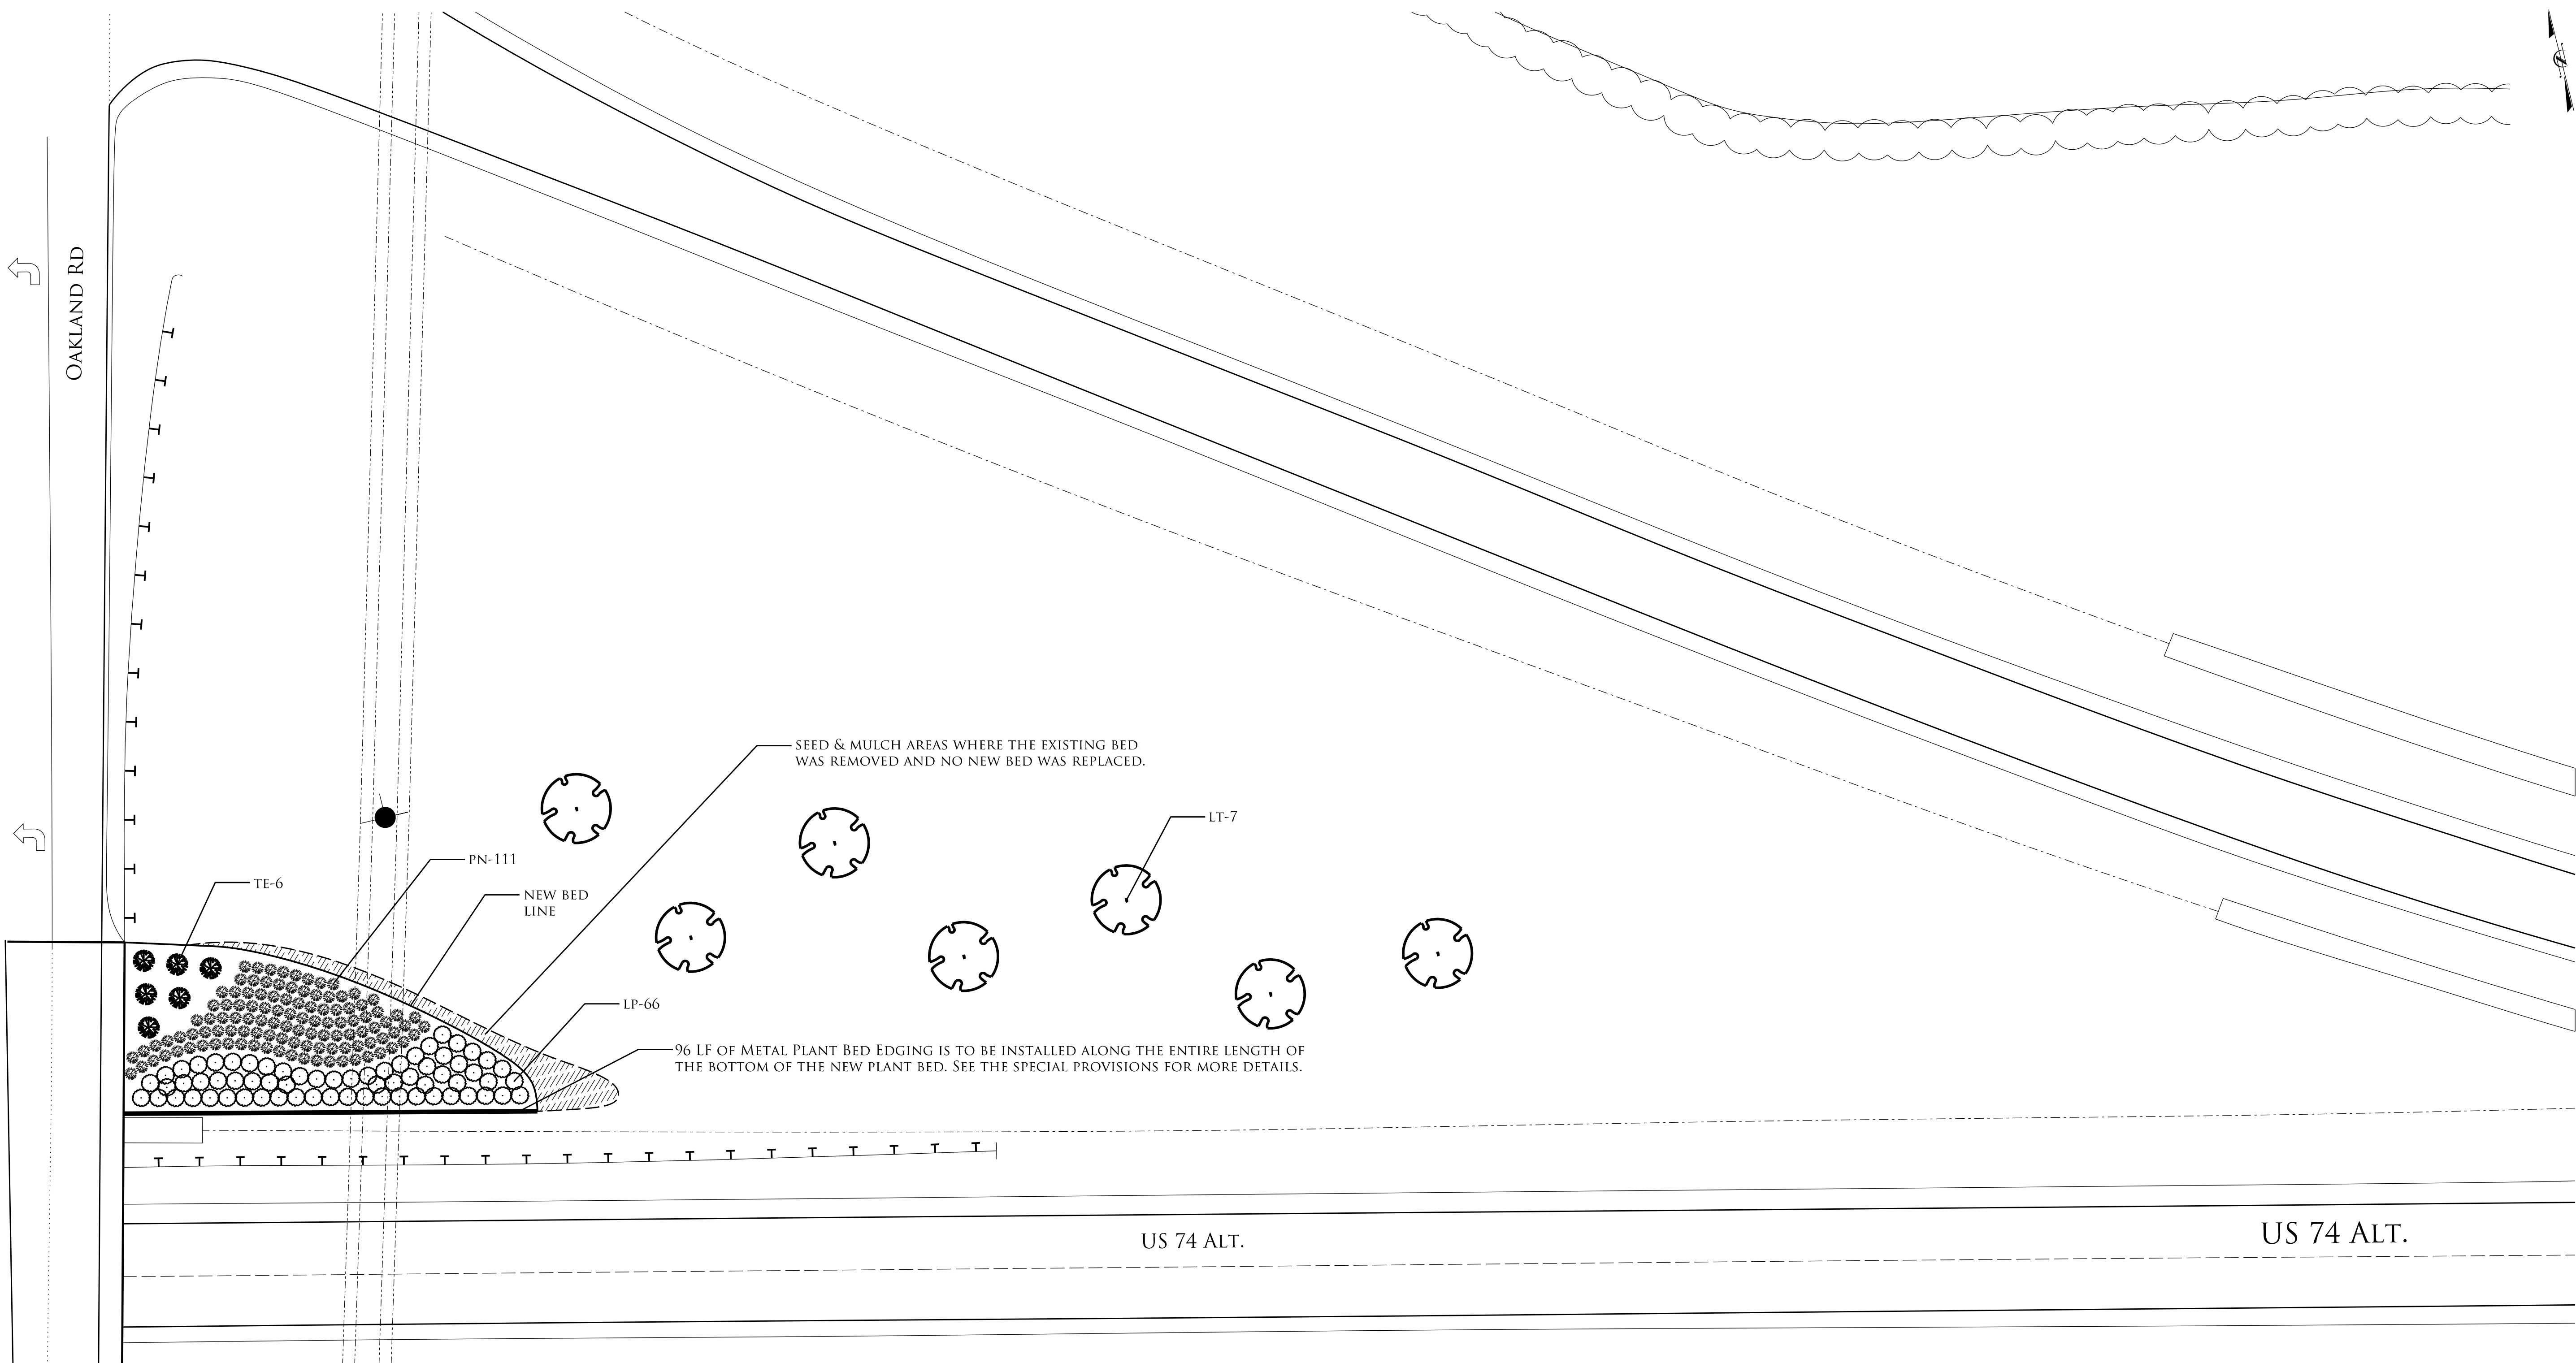 Oakland Rd
seed & mulch areas where the existing bed
was removed and no new bed was replaced.
LT-7
PN-111
TE-6
new bed
line
LP-66
96 LF of Metal Plant Bed Edging is to be installed along the entire length of
the bottom of the new plant bed. See the special provisions for more details.
US 74 Alt.
US 74 Alt.